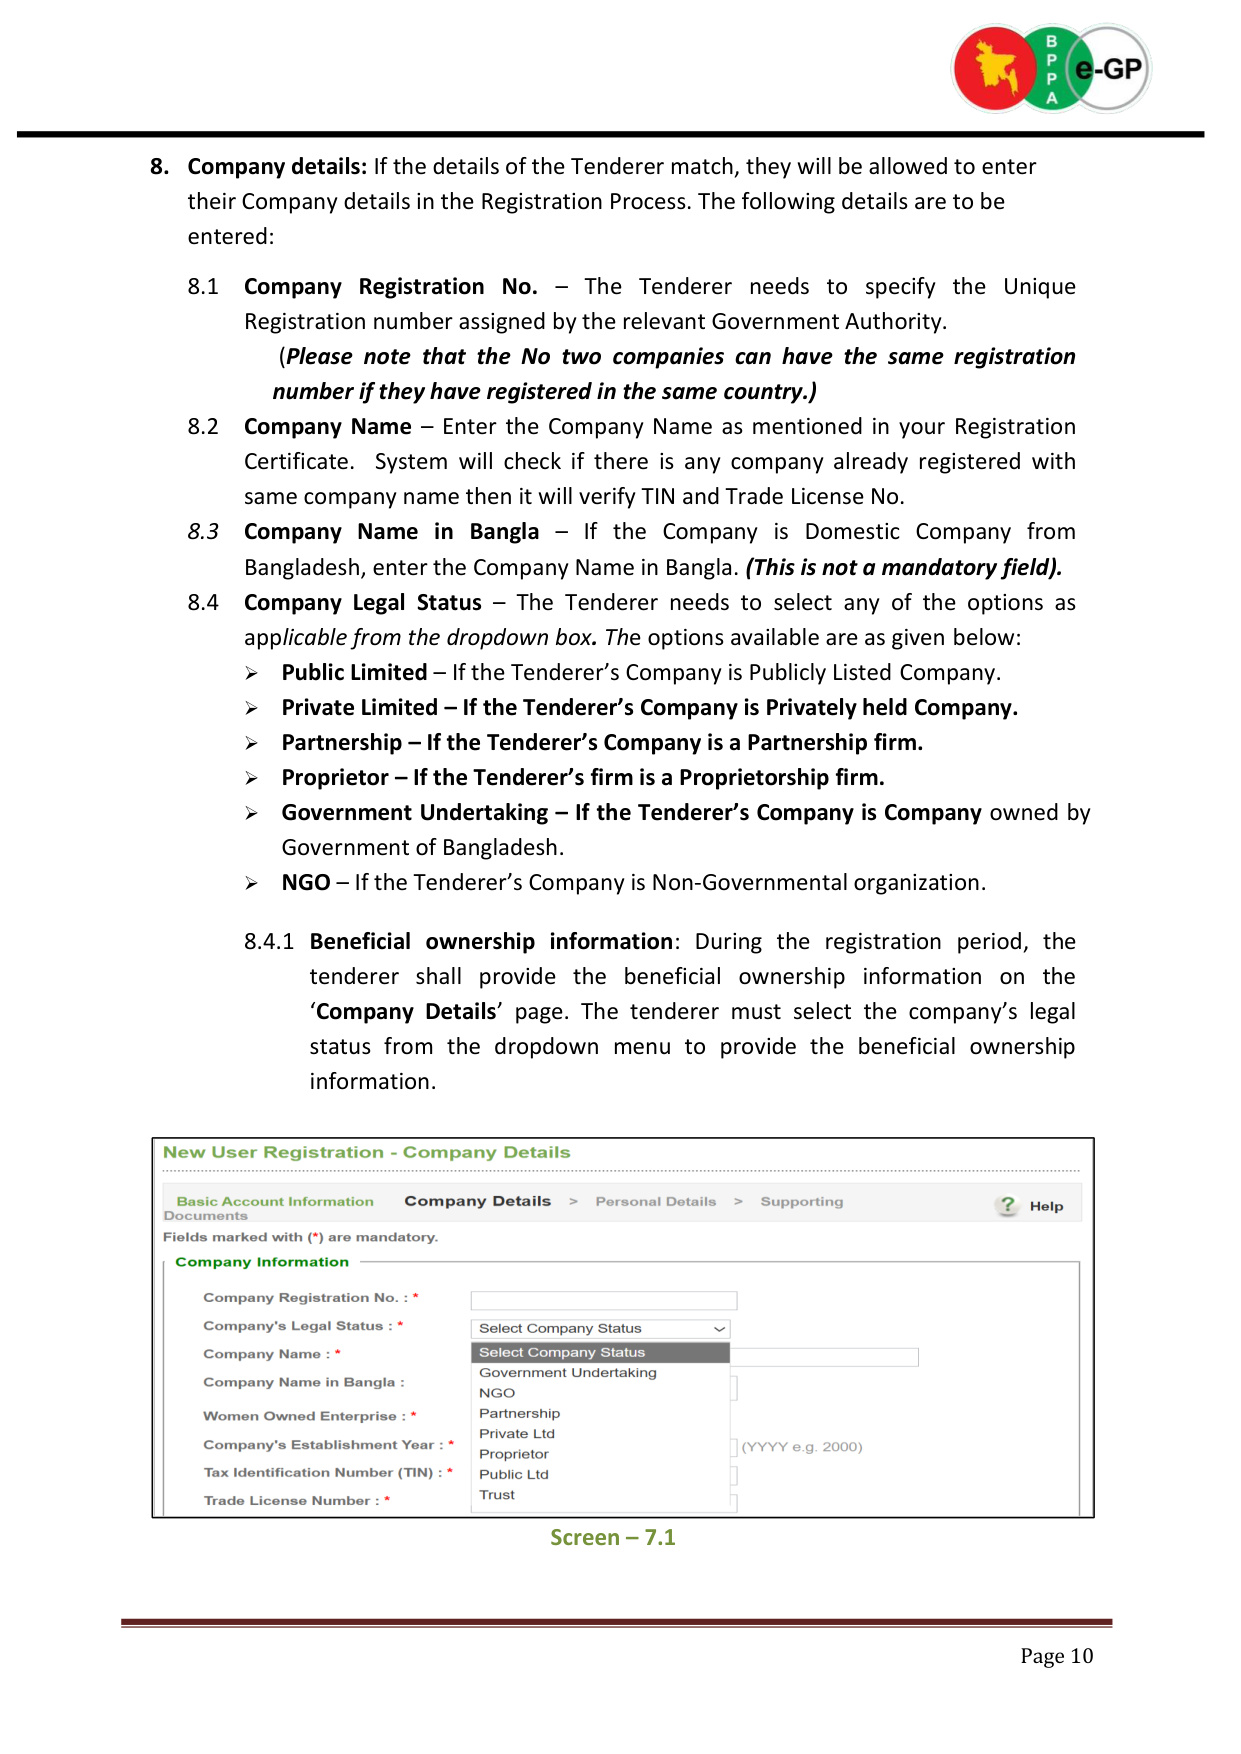 B
P
P
A
e-GP
8. Company details: If the details of the Tenderer match, they will be allowed to enter
their Company details in the Registration Process. The following details are to be
entered:
8.1 Company Registration No. – The Tenderer needs to specify the Unique
Registration number assigned by the relevant Government Authority.
(Please note that the No two companies can have the same registration
number if they have registered in the same country.)
8.2 Company Name – Enter the Company Name as mentioned in your Registration
Certificate. System will check if there is any company already registered with
same company name then it will verify TIN and Trade License No.
8.3 Company Name in Bangla – If the Company is Domestic Company from
Bangladesh, enter the Company Name in Bangla. (This is not a mandatory field).
8.4 Company Legal Status – The Tenderer needs to select any of the options as
applicable from the dropdown box. The options available are as given below:
➢ Public Limited – If the Tenderer’s Company is Publicly Listed Company.
➢ Private Limited – If the Tenderer’s Company is Privately held Company.
➢ Partnership – If the Tenderer’s Company is a Partnership firm.
➢ Proprietor – If the Tenderer’s firm is a Proprietorship firm.
➢ Government Undertaking – If the Tenderer’s Company is Company owned by
Government of Bangladesh.
➢ NGO – If the Tenderer’s Company is Non-Governmental organization.
8.4.1 Beneficial ownership information: During the registration period, the
tenderer shall provide the beneficial ownership information on the
‘Company Details’ page. The tenderer must select the company’s legal
status from the dropdown menu to provide the beneficial ownership
information.
New User Registration - Company Details
Basic Account Information Company Details > Personal Details > Supporting
Documents
? Help
Fields marked with (*) are mandatory.
Company Information
Company Registration No. : *
Company's Legal Status : * Select Company Status
Company Name : * Select Company Status
Government Undertaking
Company Name in Bangla :
NGO
Women Owned Enterprise : * Partnership
Private Ltd
Company's Establishment Year : * (YYYY e.g. 2000)
Proprietor
Tax Identification Number (TIN) : * Public Ltd
Trust
Trade License Number : *
Screen – 7.1
Page 10